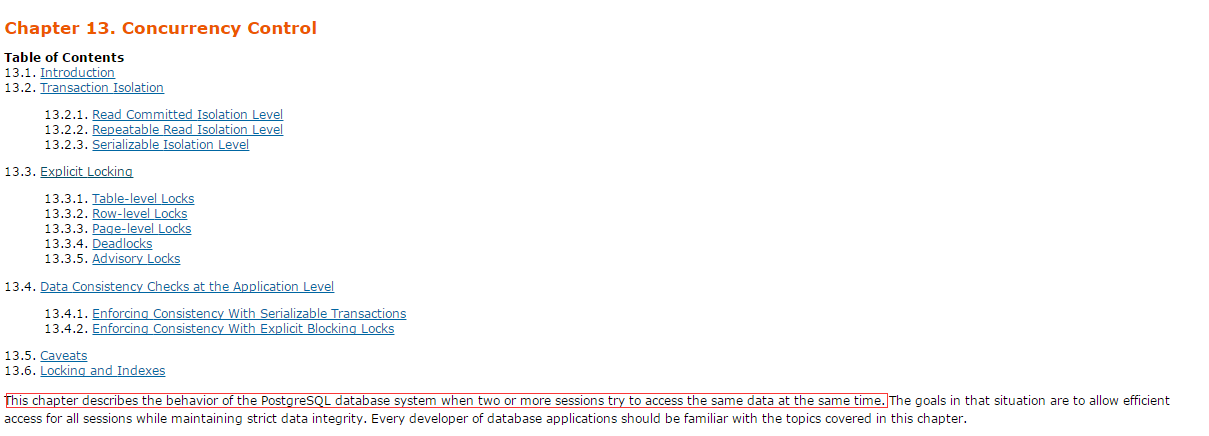 Chapter 13. Concurrency Control
Table of Contents
13.1. Introduction
13.2. Transaction Isolation
13.2.1. Read Committed Isolation Level
13.2.2. Repeatable Read Isolation Level
13.2.3. Serializable Isolation Level
13.3. Explicit Locking
13.3.1. Table-level Locks
13.3.2. Row-level Locks
13.3.3. Page-level Locks
13.3.4. Deadlocks
13.3.5. Advisory Locks
13.4. Data Consistency Checks at the Application Level
13.4.1. Enforcing Consistency With Serializable Transactions
13.4.2. Enforcing Consistency With Explicit Blocking Locks
13.5. Caveats
13.6. Locking and Indexes
This chapter describes the behavior of the PostgreSQL database system when two or more sessions try to access the same data at the same time. The goals in that situation are to allow efficient
access for all sessions while maintaining strict data integrity. Every developer of database applications should be familiar with the topics covered in this chapter.